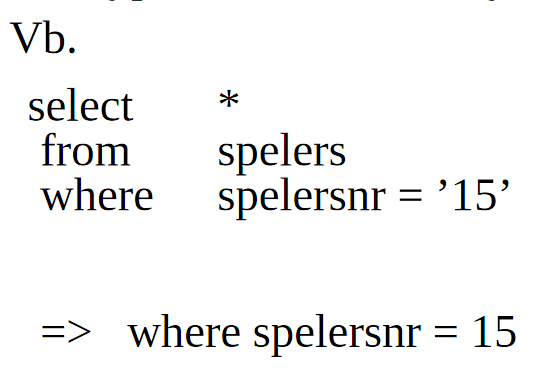 Vb.
select *
from spelers
where spelersnr = ’15’
=> where spelersnr = 15